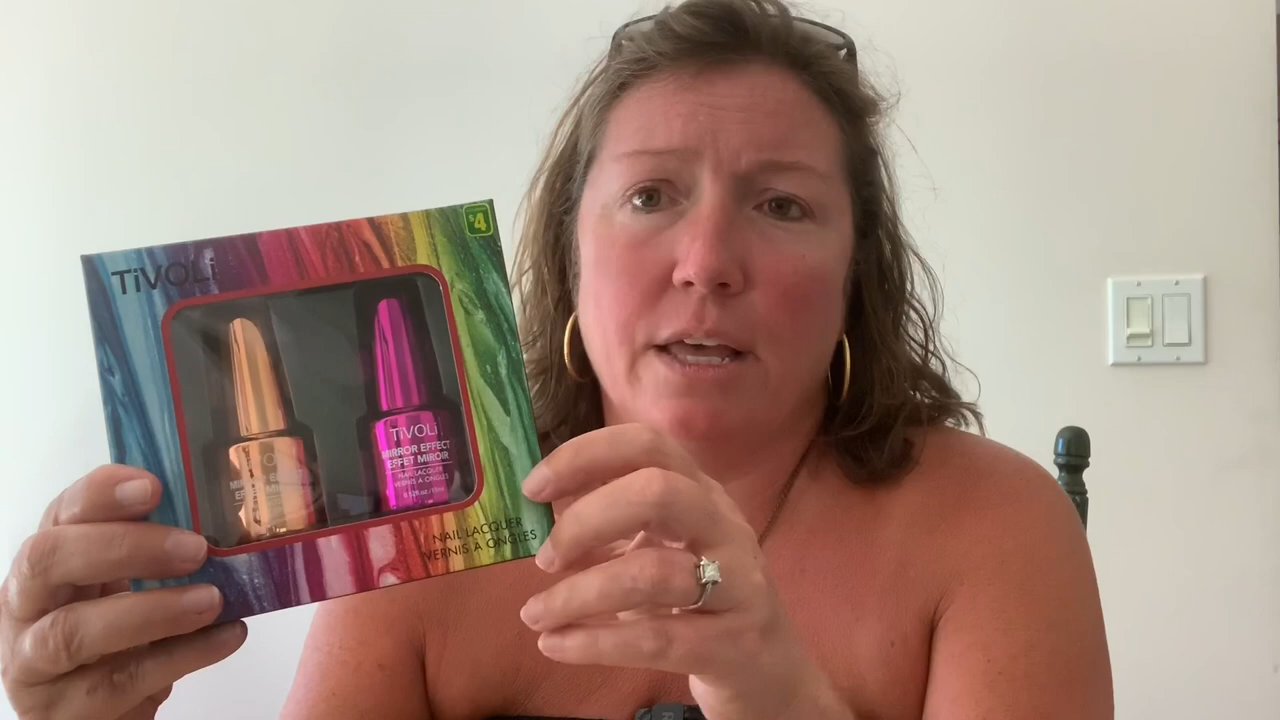 TiVOLi
$4
TiVOLi
MIRROR EFFECT
EFFET MIROIR
NAIL LACQUER
VERNIS À ONGLES
NAIL LACQUER
VERNIS À ONGLES